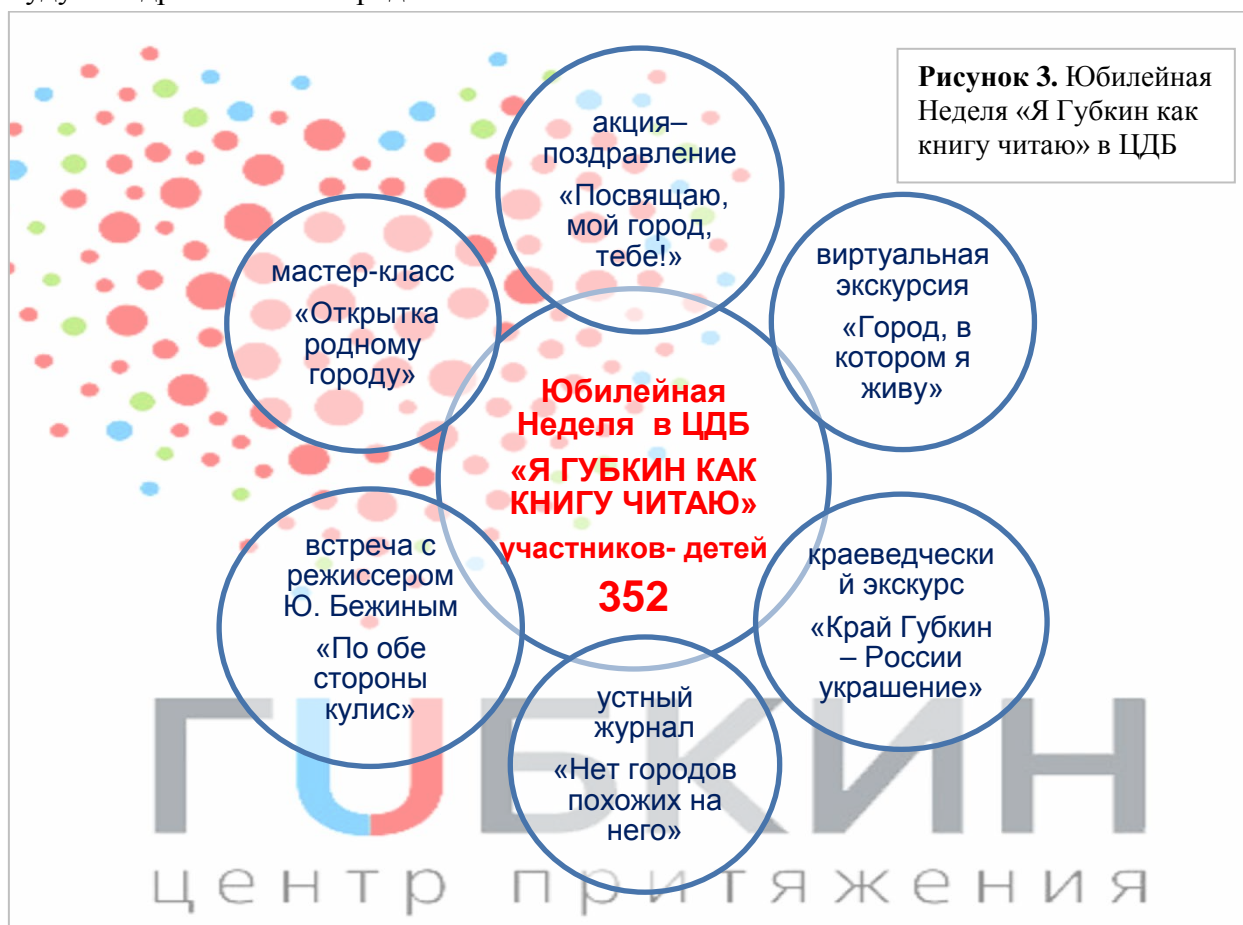 Рисунок 3. Юбилейная
Неделя «Я Губкин как
книгу читаю» в ЦДБ
акция–
поздравление
«Посвящаю,
мой город,
тебе!»
виртуальная
экскурсия
«Город, в
котором я
живу»
мастер-класс
«Открытка
родному
городу»
Юбилейная
Неделя в ЦДБ
«Я ГУБКИН КАК
КНИГУ ЧИТАЮ»
участников- детей
352
встреча с
режиссером
Ю. Бежиным
«По обе
стороны
кулис»
краеведчески
й экскурс
«Край Губкин
– России
украшение»
устный
журнал
«Нет городов
похожих на
него»
ГUБКИН
центр притяжения